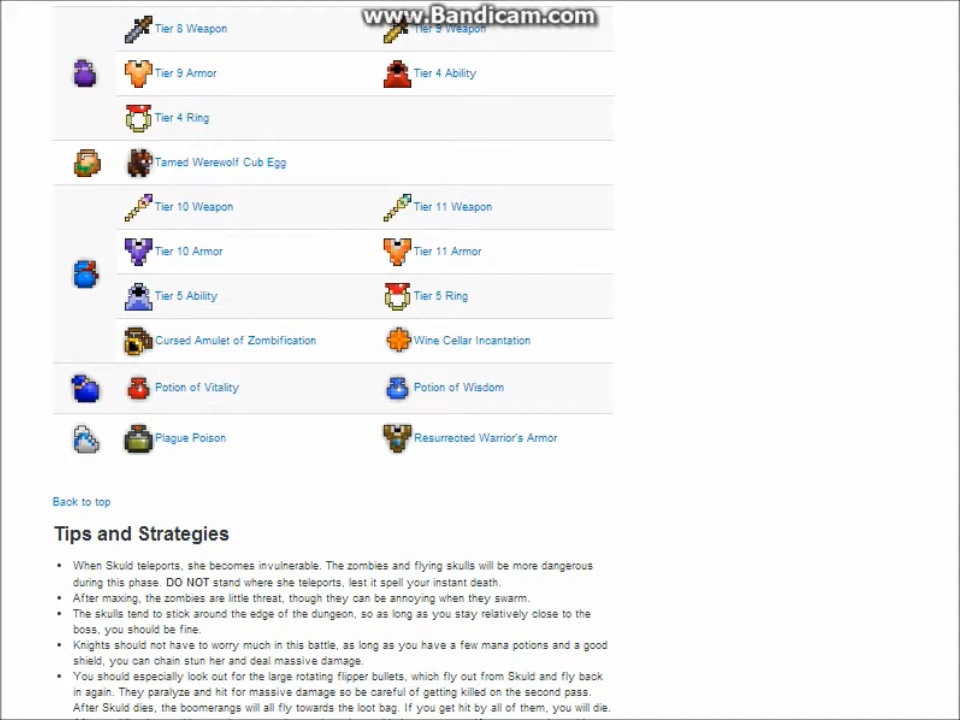 www.Bandicam.com
Tier 8 Weapon Tier 9 Weapon
Tier 9 Armor Tier 4 Ability
Tier 4 Ring
Tamed Werewolf Cub Egg
Tier 10 Weapon Tier 11 Weapon
Tier 10 Armor Tier 11 Armor
Tier 5 Ability Tier 5 Ring
Cursed Amulet of Zombification Wine Cellar Incantation
Potion of Vitality Potion of Wisdom
Plague Poison Resurrected Warrior's Armor
Back to top
Tips and Strategies
• When Skuld teleports, she becomes invulnerable. The zombies and flying skulls will be more dangerous
during this phase. DO NOT stand where she teleports, lest it spell your instant death.
• After maxing, the zombies are little threat, though they can be annoying when they swarm.
• The skulls tend to stick around the edge of the dungeon, so as long as you stay relatively close to the
boss, you should be fine.
• Knights should not have to worry much in this battle, as long as you have a few mana potions and a good
shield, you can chain stun her and deal massive damage.
• You should especially look out for the large rotating flipper bullets, which fly out from Skuld and fly back
in again. They paralyze and hit for massive damage so be careful of getting killed on the second pass.
After Skuld dies, the boomerangs will all fly towards the loot bag. If you get hit by all of them, you will die.